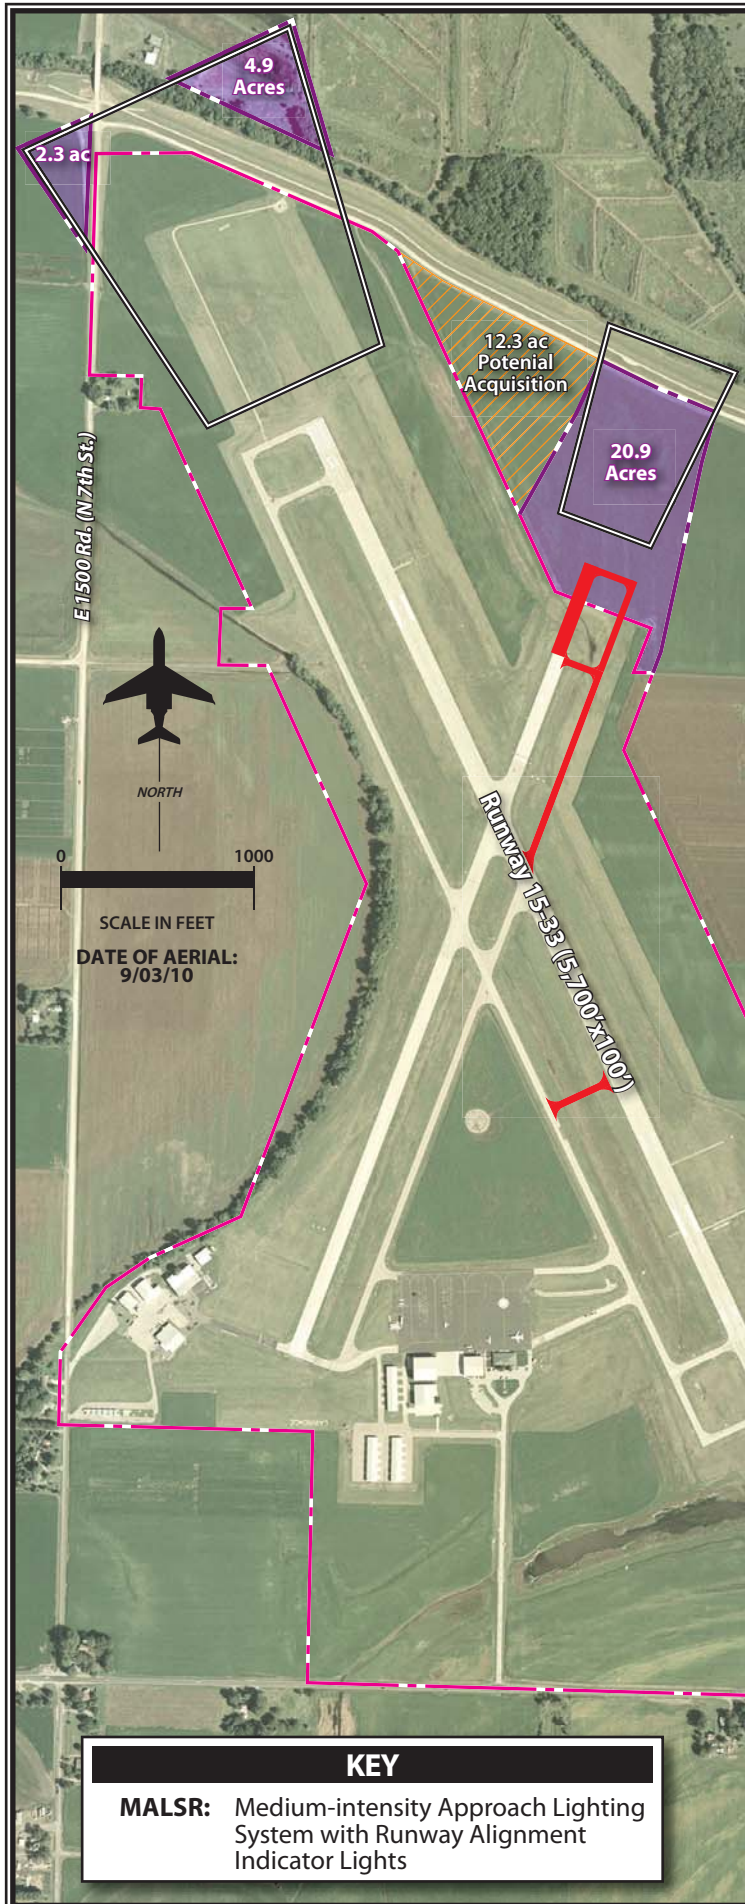 4.9
Acres
2.3 ac
12.3 ac
Potenial
Acquisition
20.9
Acres
E 1500 Rd. (N 7th St.)
NORTH
0 1000
SCALE IN FEET
DATE OF AERIAL:
9/03/10
Runway 15-33 (5,700'x100')
LAWRENCE
KEY
MALSR: Medium-intensity Approach Lighting
System with Runway Alignment
Indicator Lights